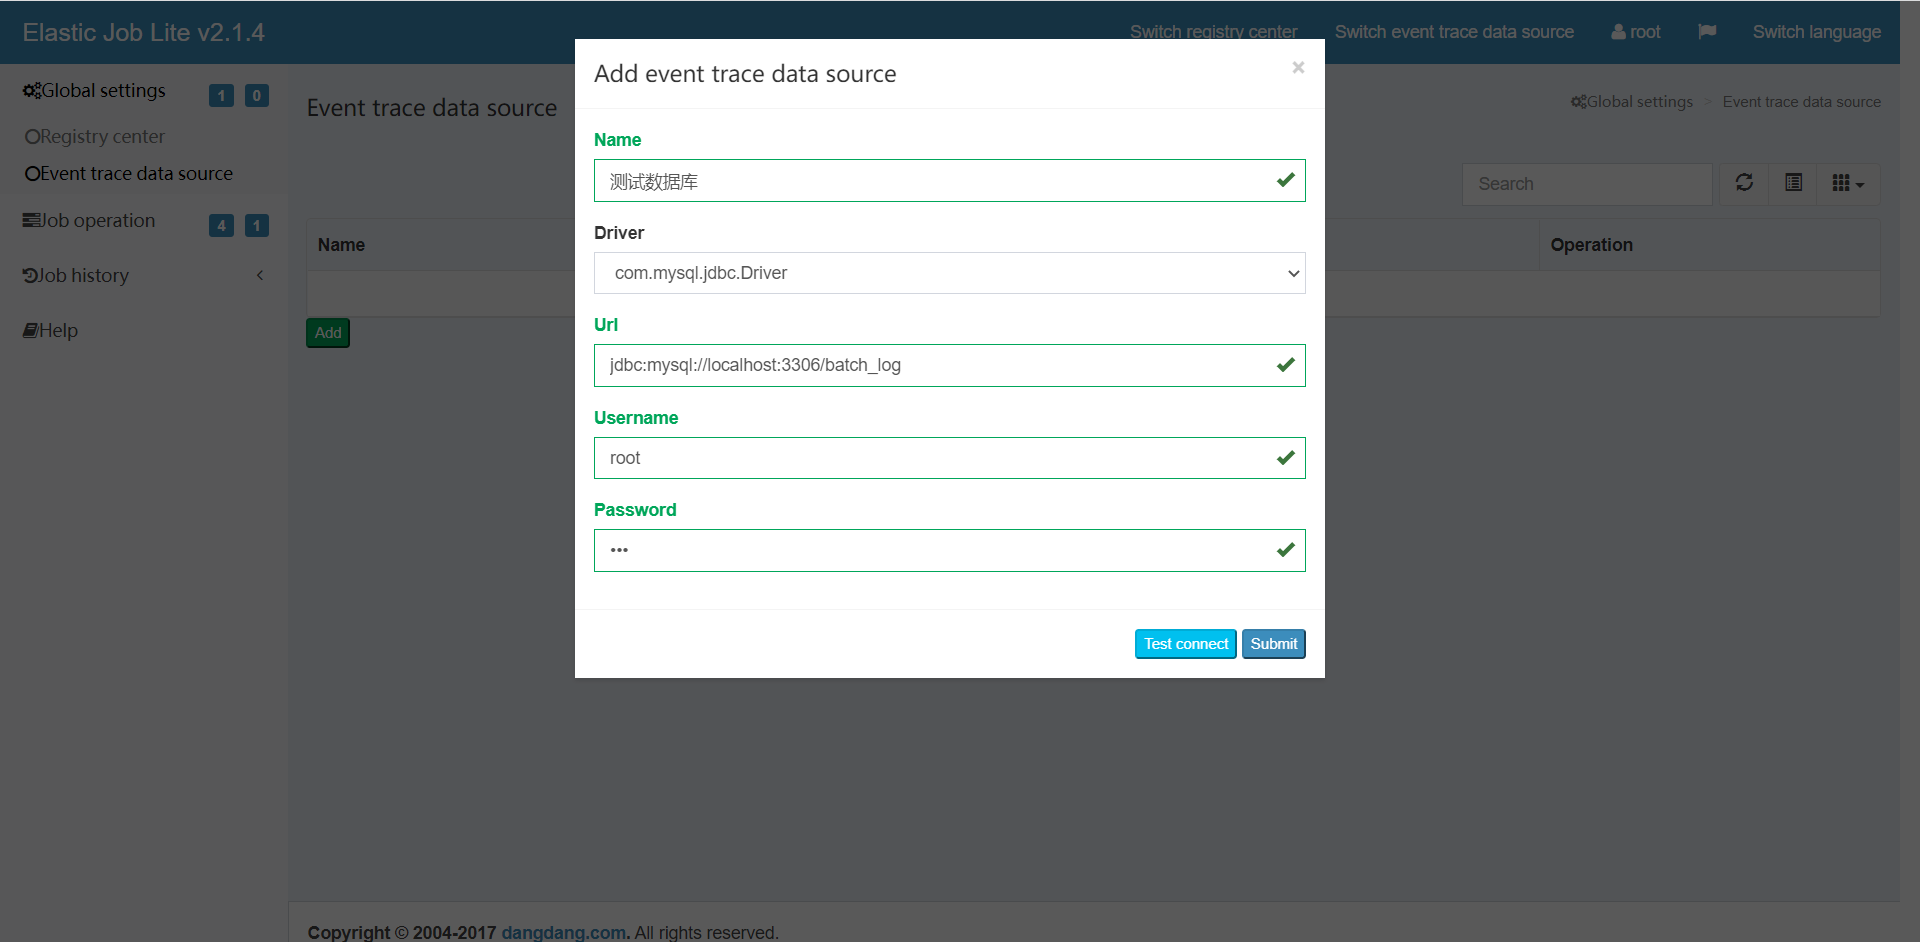 Elastic Job Lite v2.1.4
Switch registry center
Switch event trace data source
root
Switch language
Global settings
1
0
Registry center
Event trace data source
Job operation
4
1
Job history
Help
Event trace data source
Global settings > Event trace data source
Search
Name
Operation
Add
Add event trace data source
×
Name
测试数据库
Driver
com.mysql.jdbc.Driver
Url
jdbc:mysql://localhost:3306/batch_log
Username
root
Password
•••
Test connect
Submit
Copyright © 2004-2017 dangdang.com. All rights reserved.